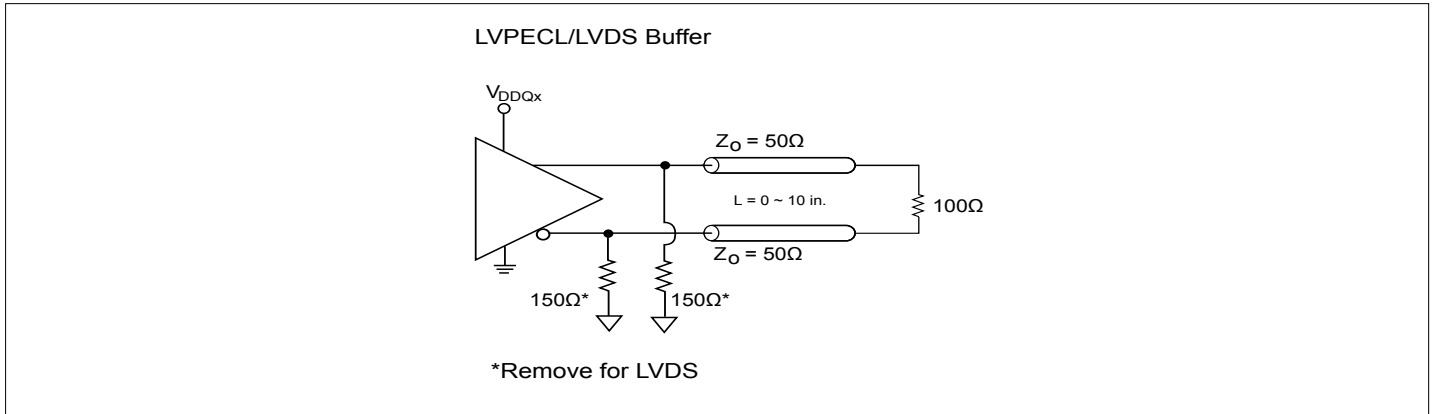 LVPECL/LVDS Buffer
VDDQx
ZO = 50Ω
L = 0 ~ 10 in.
100Ω
ZO = 50Ω
150Ω*
150Ω*
*Remove for LVDS